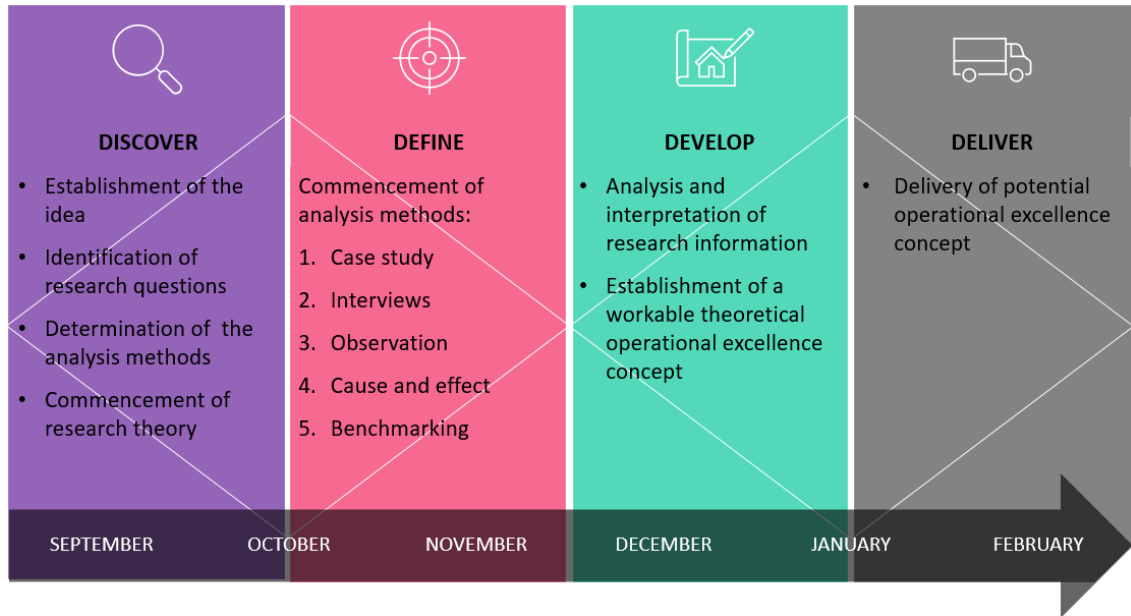 DISCOVER
• Establishment of the
idea
• Identification of
research questions
• Determination of  the
analysis methods
• Commencement of
research theory
DEFINE
Commencement of
analysis methods:
1. Case study
2. Interviews
3. Observation
4. Cause and effect
5. Benchmarking
DEVELOP
• Analysis and
interpretation of
research information
• Establishment of a
workable theoretical
operational excellence
concept
DELIVER
• Delivery of potential
operational excellence
concept
SEPTEMBER OCTOBER NOVEMBER DECEMBER JANUARY FEBRUARY